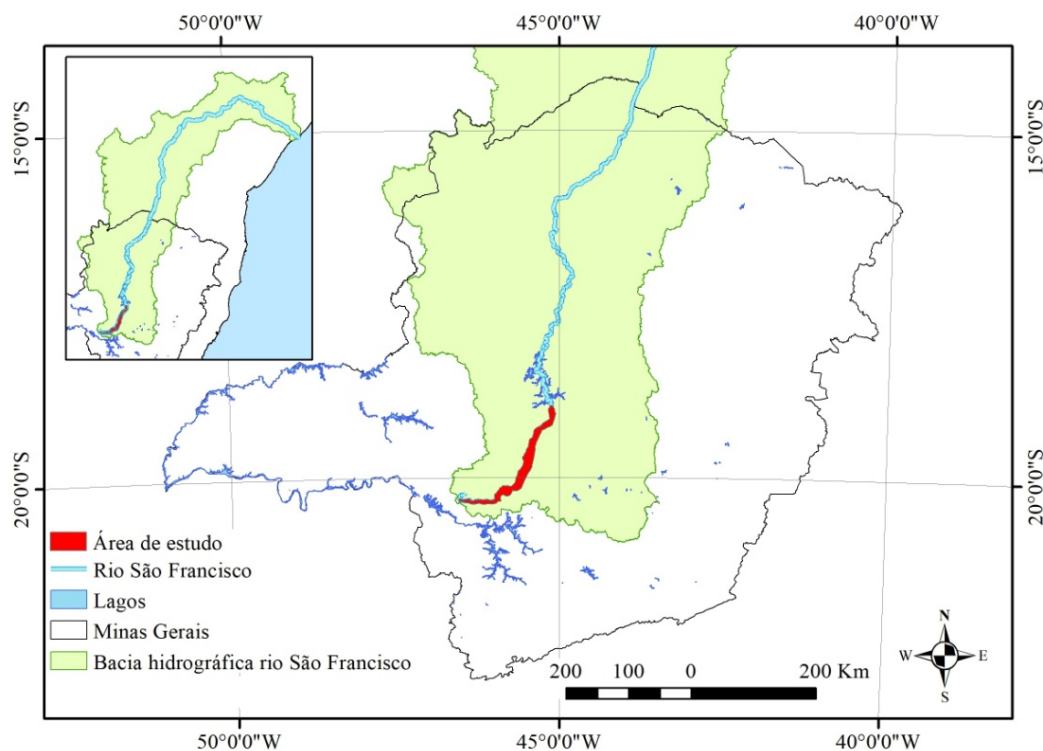 50°0'0"W 45°0'0"W 40°0'0"W
15°0'0"S 15°0'0"S
20°0'0"S 20°0'0"S
Área de estudo
Rio São Francisco
Lagos
Minas Gerais
Bacia hidrográfica rio São Francisco
N
W E
S
200 100 0 200 Km
50°0'0"W 45°0'0"W 40°0'0"W